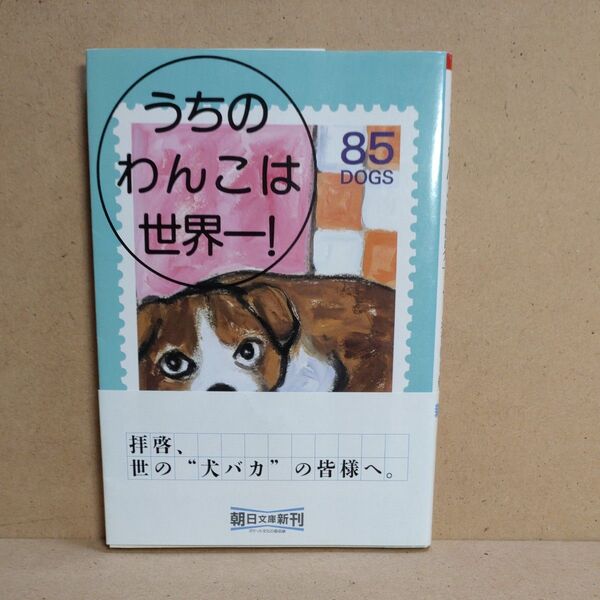 うちの
わんこは
世界一!
85
DOGS
拝啓、
世の“犬バカ”の皆様へ。
朝日文庫新刊